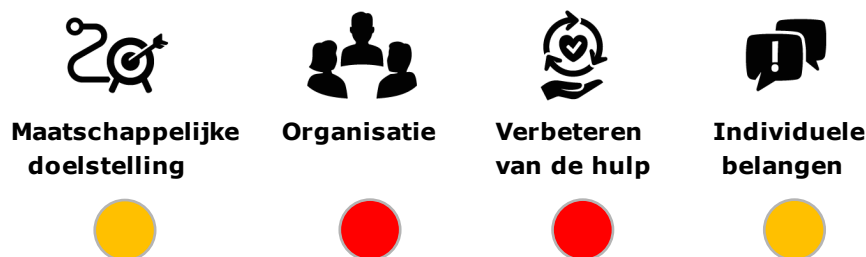 Maatschappelijke
doelstelling
Organisatie
Verbeteren
van de hulp
Individuele
belangen